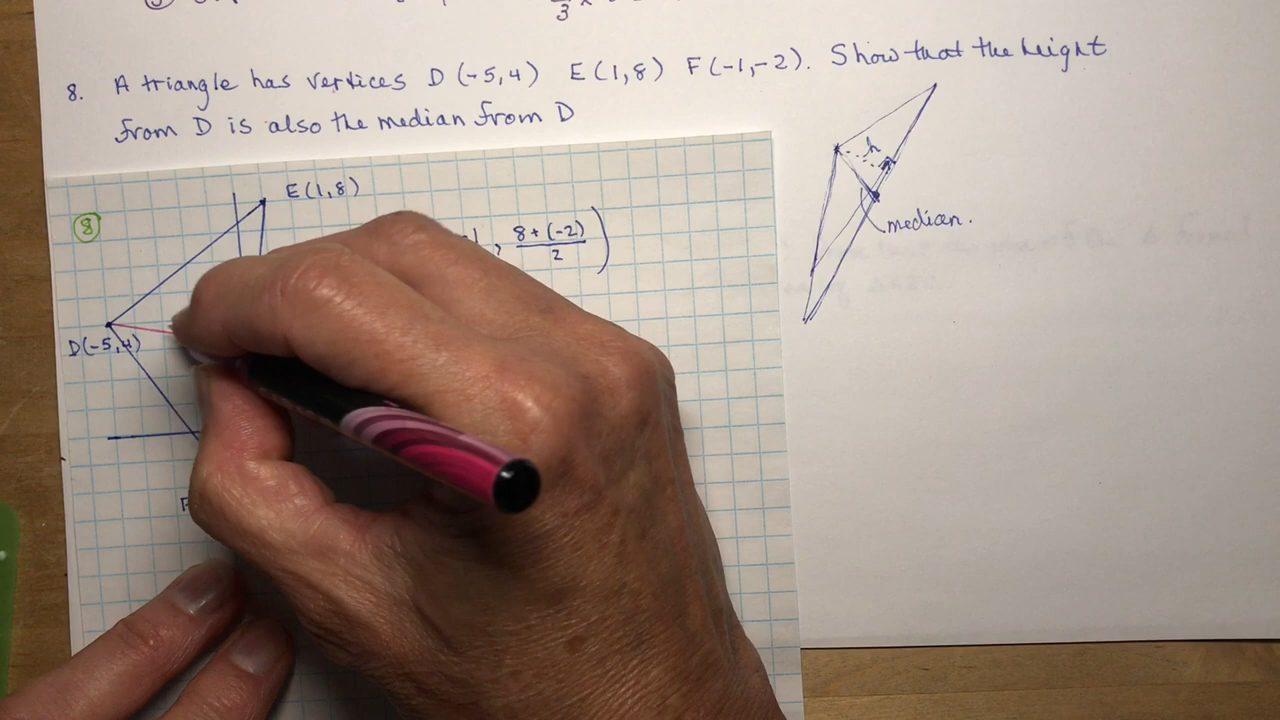 3
8. A triangle has vertices D(-5,4) E(1,8) F(-1,-2). Show that the height
from D is also the median from D
h
median.
8
E(1,8)
, 8+(-2)
2 )
D(-5,4)